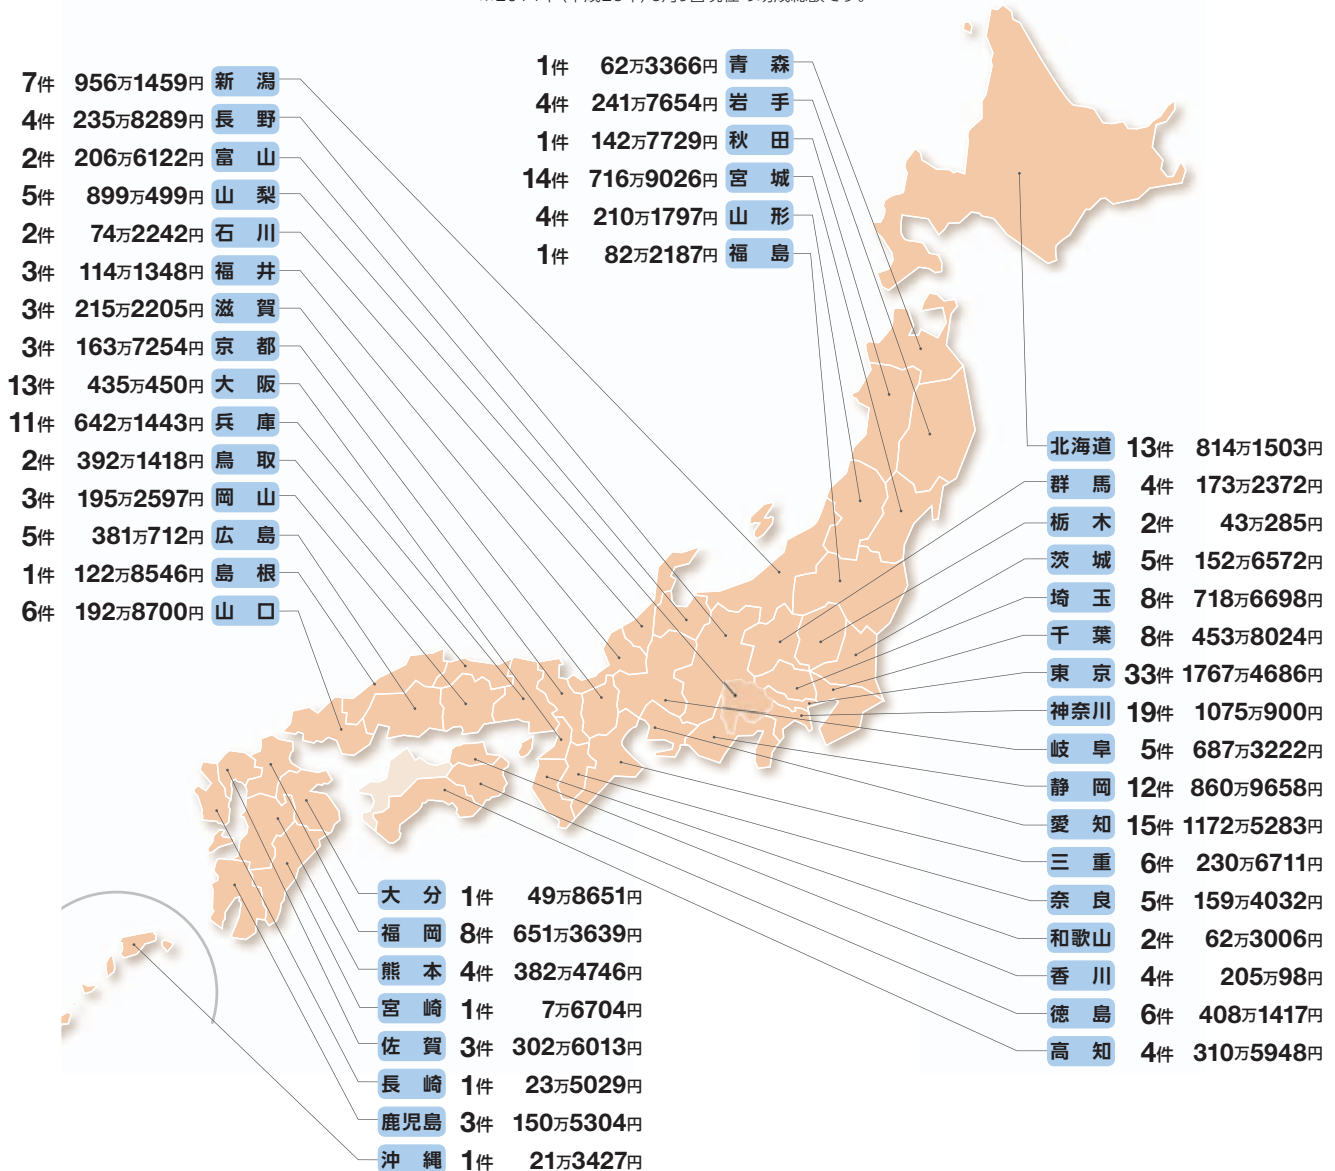 7件 956万1459円 新潟
4件 235万8289円 長野
2件 206万6122円 富山
5件 899万499円 山梨
2件 74万2242円 石川
3件 114万1348円 福井
3件 215万2205円 滋賀
3件 163万7254円 京都
13件 435万450円 大阪
11件 642万1443円 兵庫
2件 392万1418円 鳥取
3件 195万2597円 岡山
5件 381万712円 広島
1件 122万8546円 島根
6件 192万8700円 山口
1件 62万3366円 青森
4件 241万7654円 岩手
1件 142万7729円 秋田
14件 716万9026円 宮城
4件 210万1797円 山形
1件 82万2187円 福島
北海道 13件 814万1503円
群馬 4件 173万2372円
栃木 2件 43万285円
茨城 5件 152万6572円
埼玉 8件 718万6698円
千葉 8件 453万8024円
東京 33件 1767万4686円
神奈川 19件 1075万900円
岐阜 5件 687万3222円
静岡 12件 860万9658円
愛知 15件 1172万5283円
三重 6件 230万6711円
奈良 5件 159万4032円
和歌山 2件 62万3006円
香川 4件 205万98円
徳島 6件 408万1417円
高知 4件 310万5948円
大分 1件 49万8651円
福岡 8件 651万3639円
熊本 4件 382万4746円
宮崎 1件 7万6704円
佐賀 3件 302万6013円
長崎 1件 23万5029円
鹿児島 3件 150万5304円
沖縄 1件 21万3427円